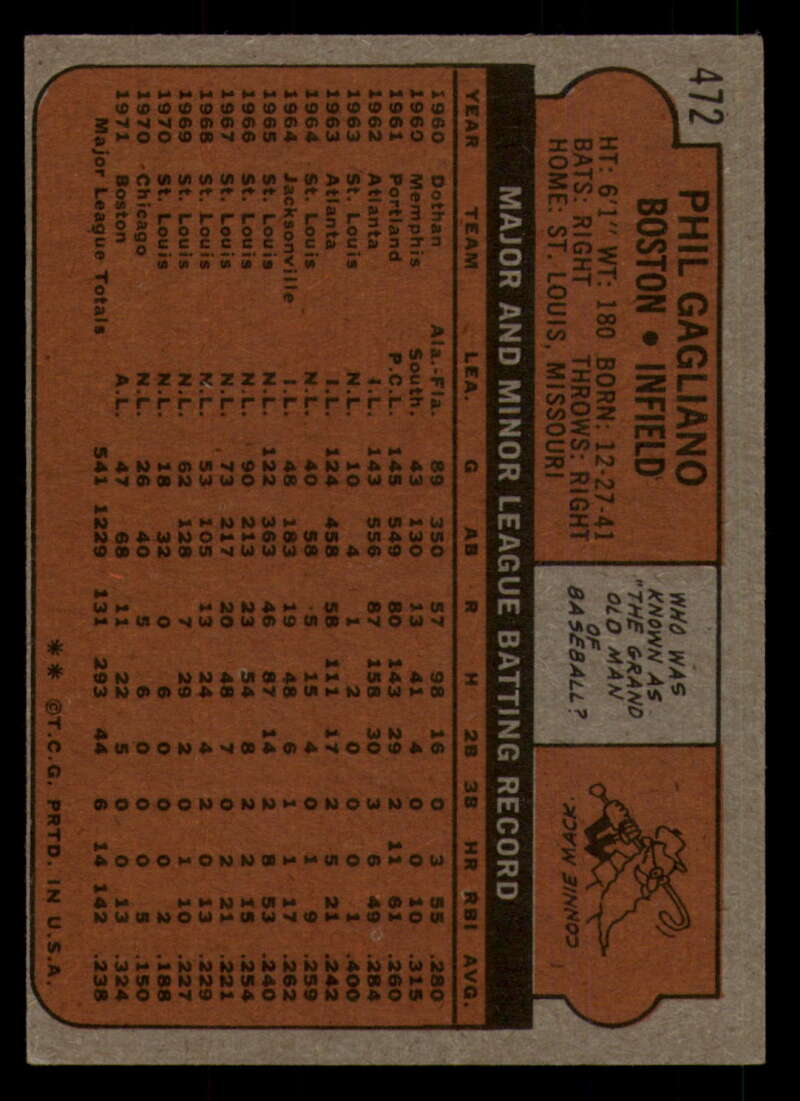 472
PHIL GAGLIANO
BOSTON • INFIELD
HT: 6'1" WT: 180 BORN: 12-27-41
BATS: RIGHT THROWS: RIGHT
HOME: ST. LOUIS, MISSOURI
WHO WAS
KNOWN AS
"THE GRAND
OLD MAN
OF
BASEBALL?
CONNIE MACK.
MAJOR AND MINOR LEAGUE BATTING RECORD
YEAR TEAM LEA. G AB R H 2B 3B HR RBI AVG.
1960 Dothan Ala.-Fla. 89 350 57 98 16 0 3 55 .280
1960 Memphis South. 43 130 13 41 4 0 0 10 .315
1961 Portland P.C.L. 145 549 80 143 29 2 11 61 .260
1962 Atlanta I.L. 143 556 87 158 30 3 6 49 .284
1963 St. Louis N.L. 10 4 1 2 0 0 0 1 .400
1963 Atlanta I.L. 124 458 58 111 17 2 5 21 .242
1964 St. Louis N.L. 40 58 5 15 4 0 1 9 .259
1964 Jacksonville I.L. 48 183 19 48 6 1 1 17 .262
1965 St. Louis N.L. 122 363 46 87 14 2 8 53 .240
1966 St. Louis N.L. 90 213 23 54 8 2 2 15 .254
1967 St. Louis N.L. 73 217 20 48 7 0 2 21 .221
1968 St. Louis N.L. 53 105 13 24 4 2 0 13 .229
1969 St. Louis N.L. 62 128 7 29 2 0 1 10 .227
1970 St. Louis N.L. 18 32 0 6 0 0 0 2 .188
1970 Chicago N.L. 26 40 5 6 0 0 0 5 .150
1971 Boston A.L. 47 68 11 22 5 0 0 13 .324
Major League Totals 541 1229 131 293 44 6 14 142 .238
** ©T.C.G. PRTD. IN U.S.A.